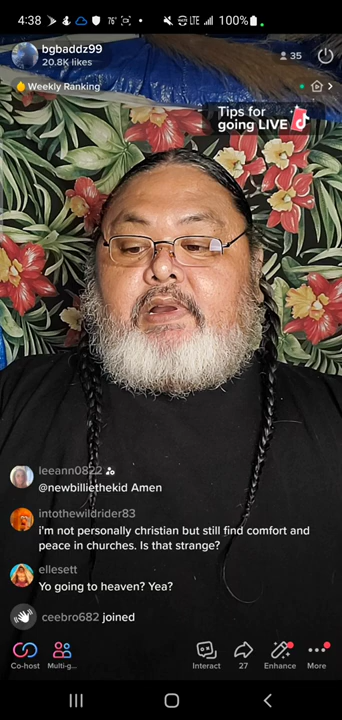 4:38
76°
LTE
100%
bgbaddz99
20.8K likes
35
Weekly Ranking
Tips for
going LIVE
leeann0822
@newbilliethekid Amen
intothewildrider83
i'm not personally christian but still find comfort and
peace in churches. Is that strange?
ellesett
Yo going to heaven? Yea?
ceebro682 joined
Co-host
Multi-g...
Interact
27
Enhance
More